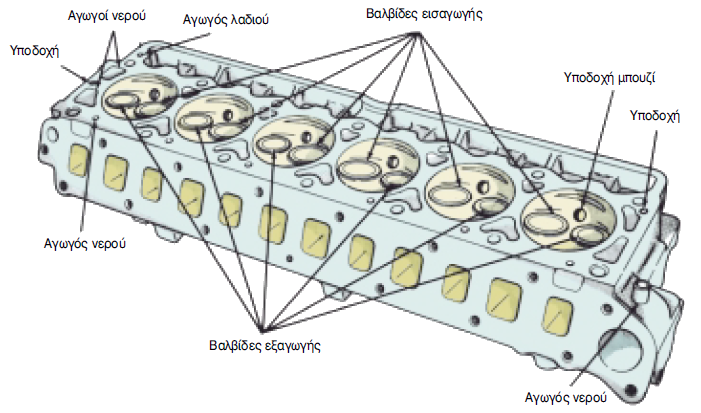 Αγωγοί νερού
Αγωγός λαδιού
Βαλβίδες εισαγωγής
Υποδοχή
Υποδοχή μπουζί
Υποδοχή
Αγωγός νερού
Βαλβίδες εξαγωγής
Αγωγός νερού